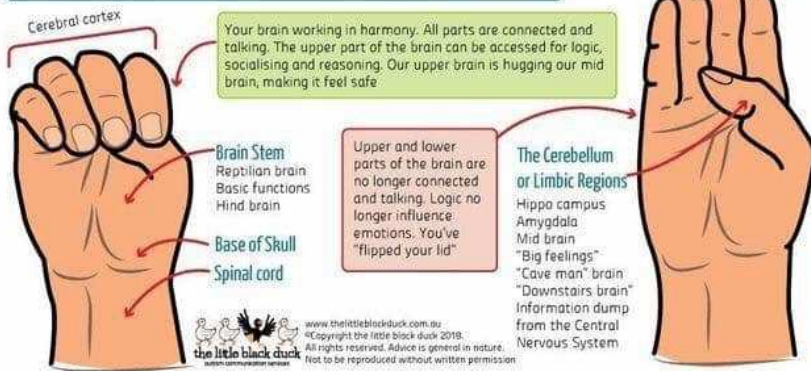 Cerebral cortex
Your brain working in harmony. All parts are connected and
talking. The upper part of the brain can be accessed for logic,
socialising and reasoning. Our upper brain is hugging our mid
brain, making it feel safe
Brain Stem
Reptilian brain
Basic functions
Hind brain
Base of Skull
Spinal cord
Upper and lower
parts of the brain are
no longer connected
and talking. Logic no
longer influence
emotions. You've
"flipped your lid"
The Cerebellum
or Limbic Regions
Hippo campus
Amygdala
Mid brain
"Big feelings"
"Cave man" brain
"Downstairs brain"
Information dump
from the Central
Nervous System
the little black duck
autism communication services
www.thelittleblackduck.com.au
©Copyright the little black duck 2018.
All rights reserved. Advice is general in nature.
Not to be reproduced without written permission